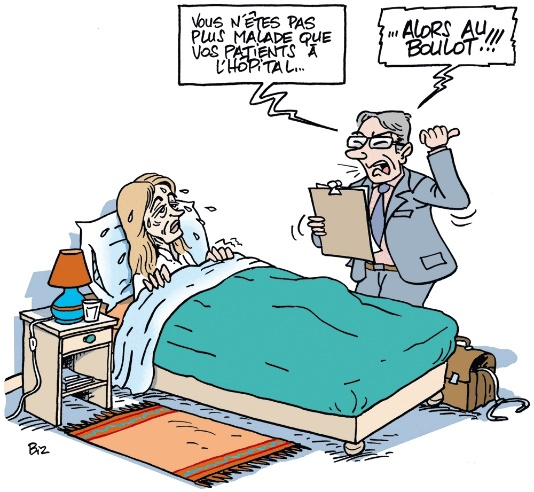 VOUS N'ÊTES PAS
PLUS MALADE QUE
VOS PATIENTS À
L'HÔPITAL...
...ALORS AU
BOULOT!!!
Biz